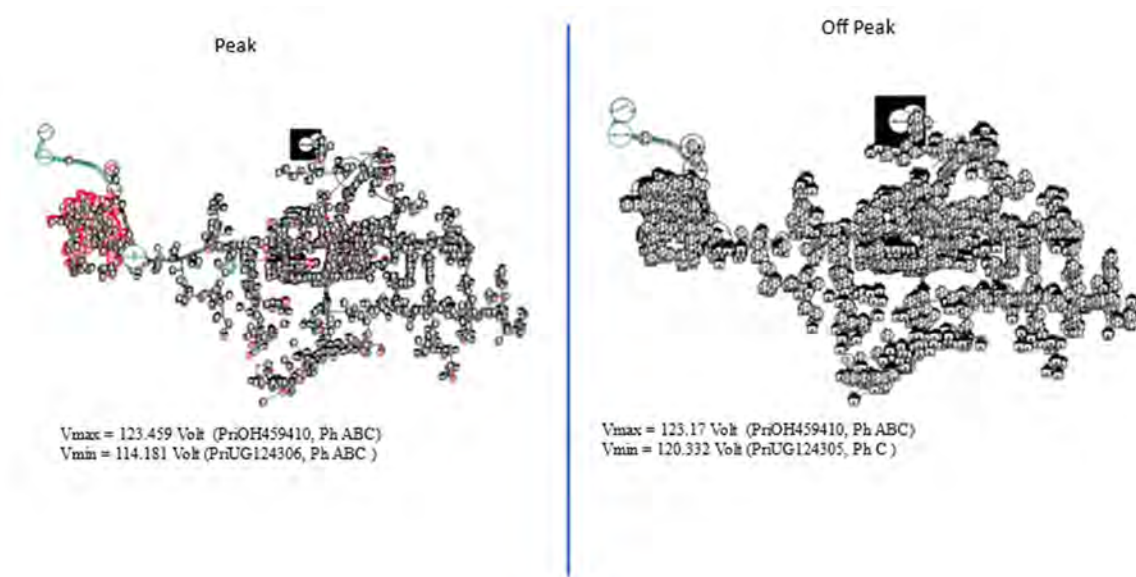 Peak
Vmax = 123.459 Volt (PriOH459410, Ph ABC)
Vmin = 114.181 Volt (PriUG124306, Ph ABC )
Off Peak
Vmax = 123.17 Volt (PriOH459410, Ph ABC)
Vmin = 120.332 Volt (PriUG124305, Ph C )